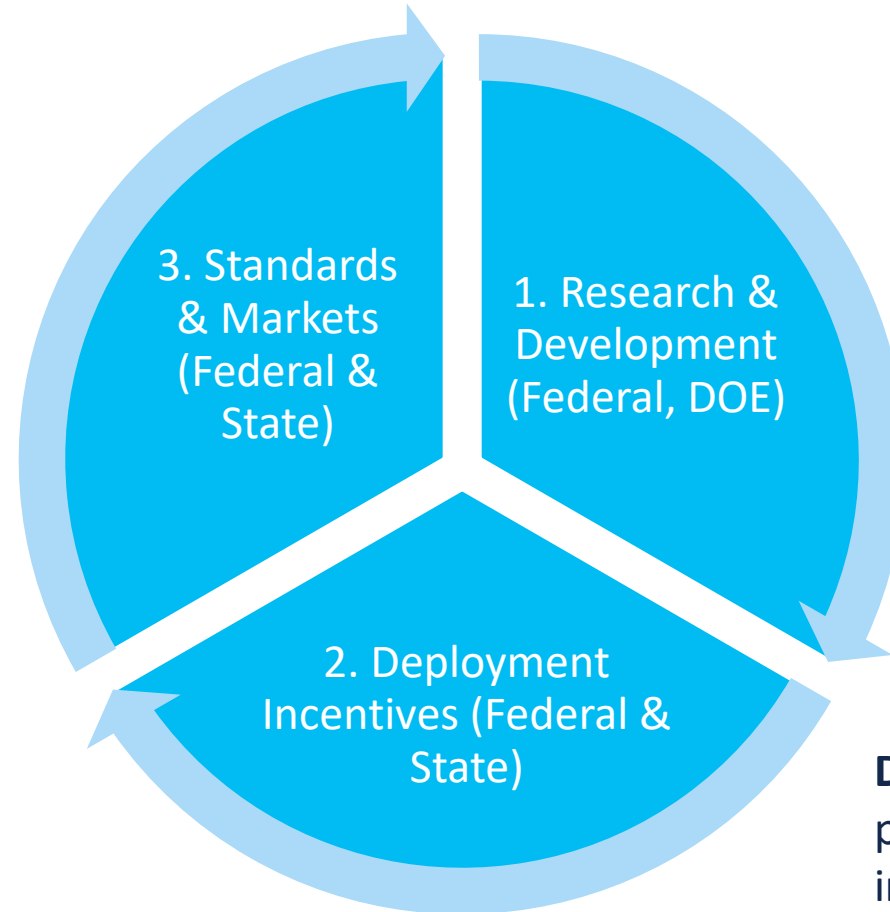 3. Standards
& Markets
(Federal &
State)
1. Research &
Development
(Federal, DOE)
2. Deployment
Incentives (Federal &
State)